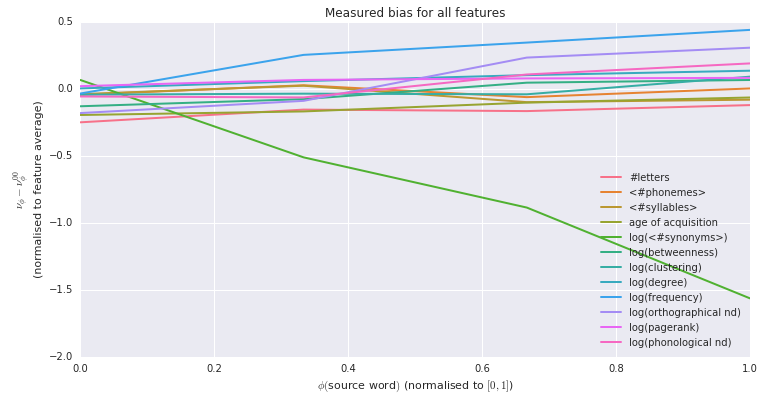 Measured bias for all features
0.5
0.0
−0.5
−1.0
−1.5
−2.0
ν_ϕ − ν_ϕ^00
(normalised to feature average)
#letters
<#phonemes>
<#syllables>
age of acquisition
log(<#synonyms>)
log(betweenness)
log(clustering)
log(degree)
log(frequency)
log(orthographical nd)
log(pagerank)
log(phonological nd)
0.0 0.2 0.4 0.6 0.8 1.0
ϕ(source word) (normalised to [0, 1])